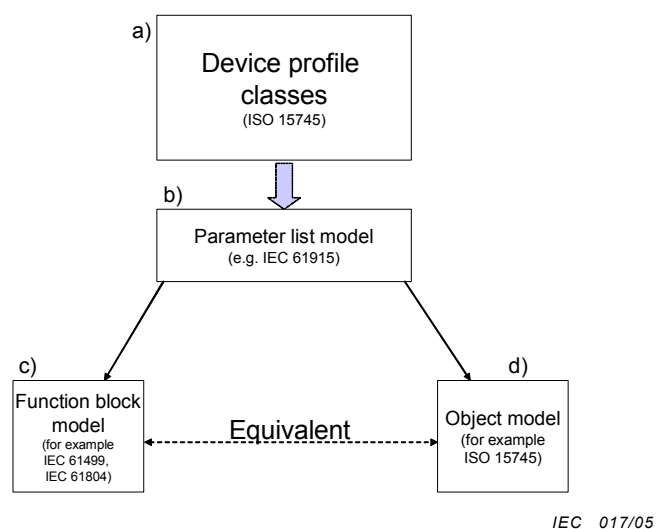 a)
Device profile
classes
(ISO 15745)
b)
Parameter list model
(e.g. IEC 61915)
c)
Function block
model
(for example
IEC 61499,
IEC 61804)
Equivalent
d)
Object model
(for example
ISO 15745)
IEC 017/05